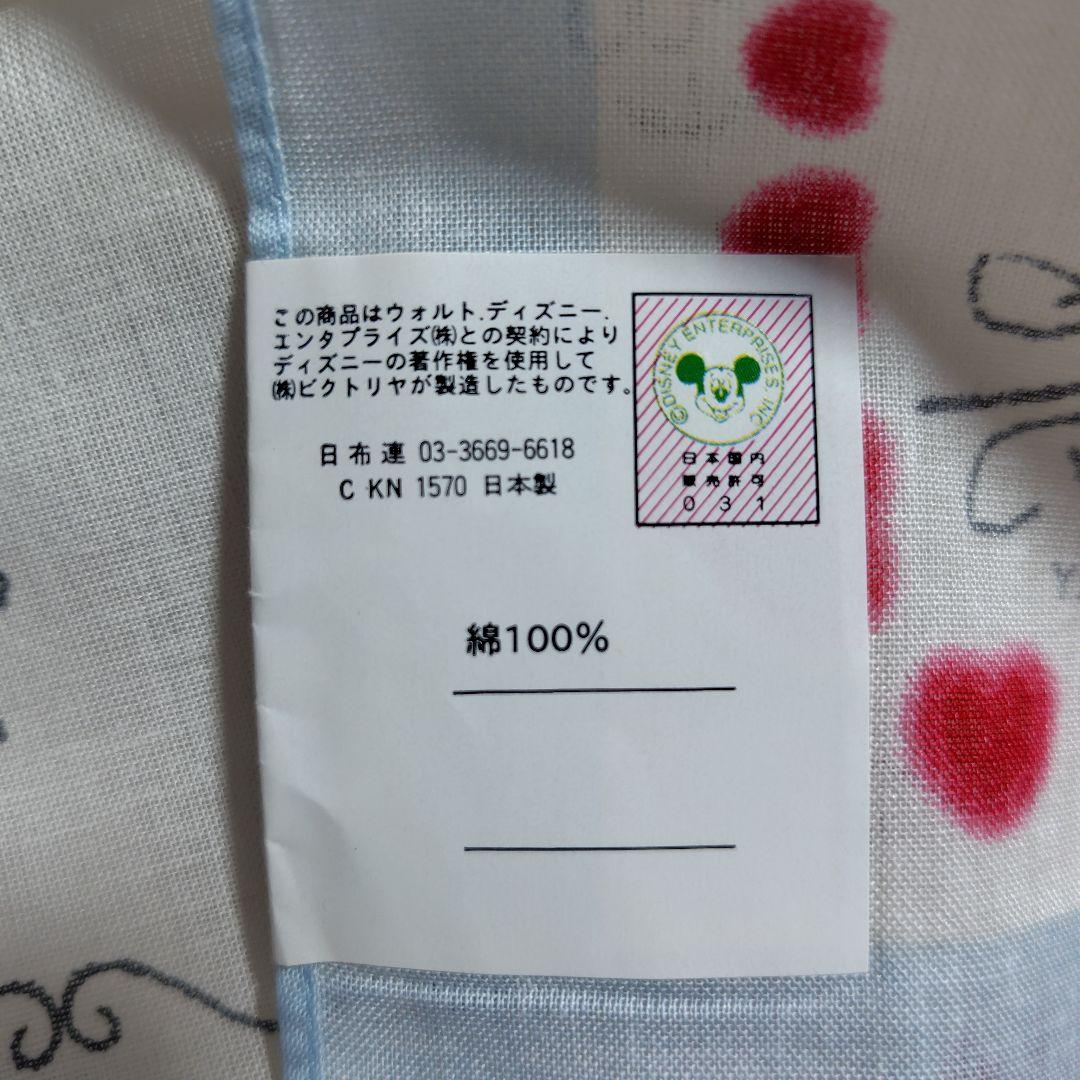 この商品はウォルト.ディズニー.
エンタプライズ㈱との契約により
ディズニーの著作権を使用して
㈱ビクトリヤが製造したものです。
©DISNEY ENTERPRISES, INC
日本国内
販売許可
031
日布連 03-3669-6618
C KN 1570 日本製
綿100%